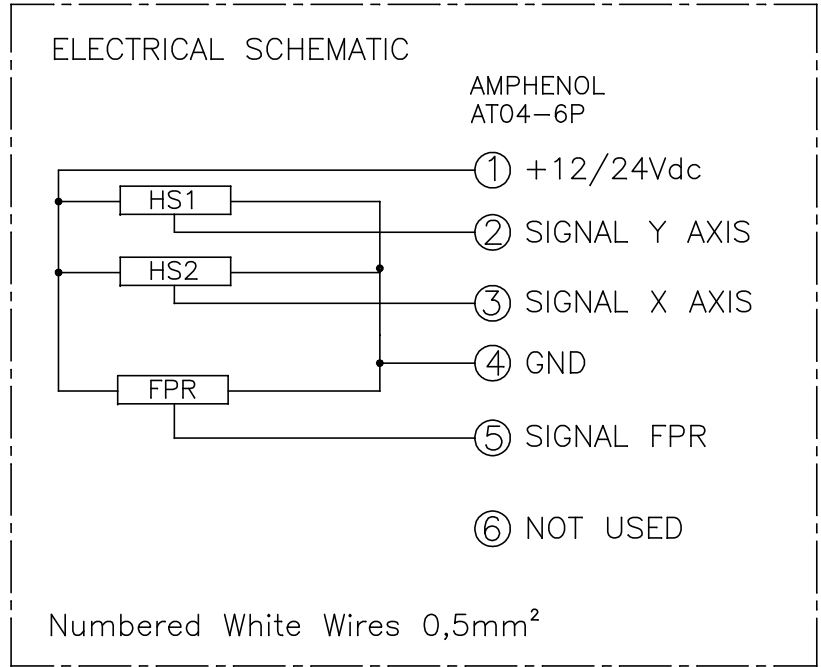 ELECTRICAL SCHEMATIC
AMPHENOL
AT04-6P
1 +12/24Vdc
HS1
2 SIGNAL Y AXIS
HS2
3 SIGNAL X AXIS
4 GND
FPR
5 SIGNAL FPR
6 NOT USED
Numbered White Wires 0,5mm²